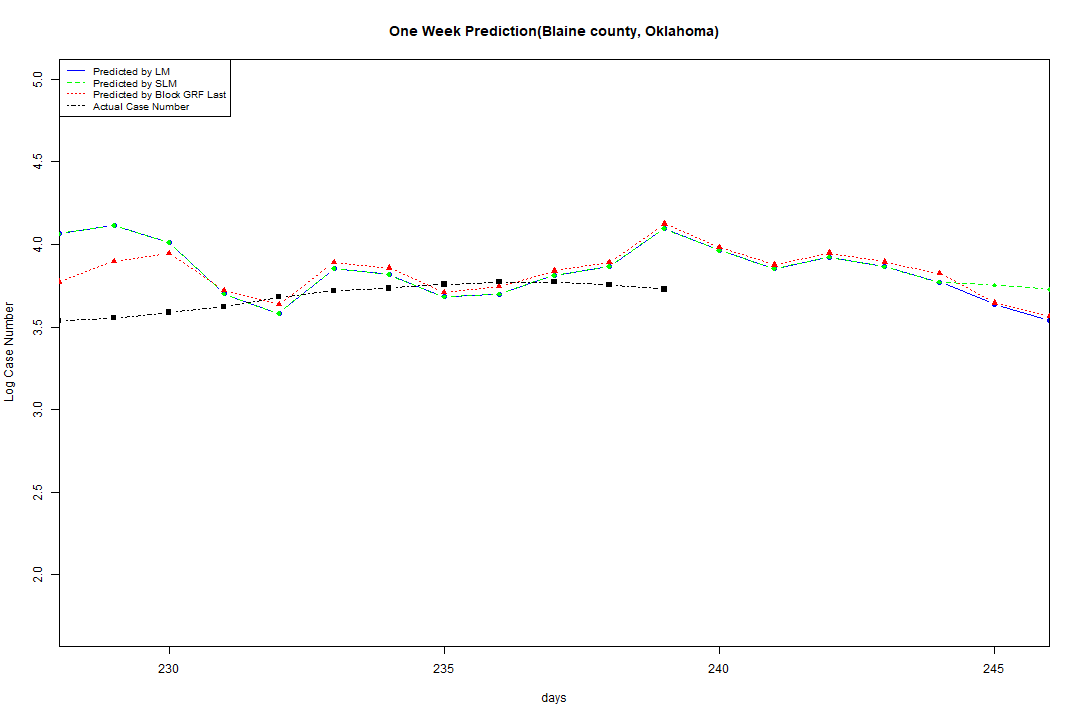 One Week Prediction(Blaine county, Oklahoma)
Predicted by LM
Predicted by SLM
Predicted by Block GRF Last
Actual Case Number
5.0
4.5
4.0
3.5
3.0
2.5
2.0
Log Case Number
230 235 240 245
days